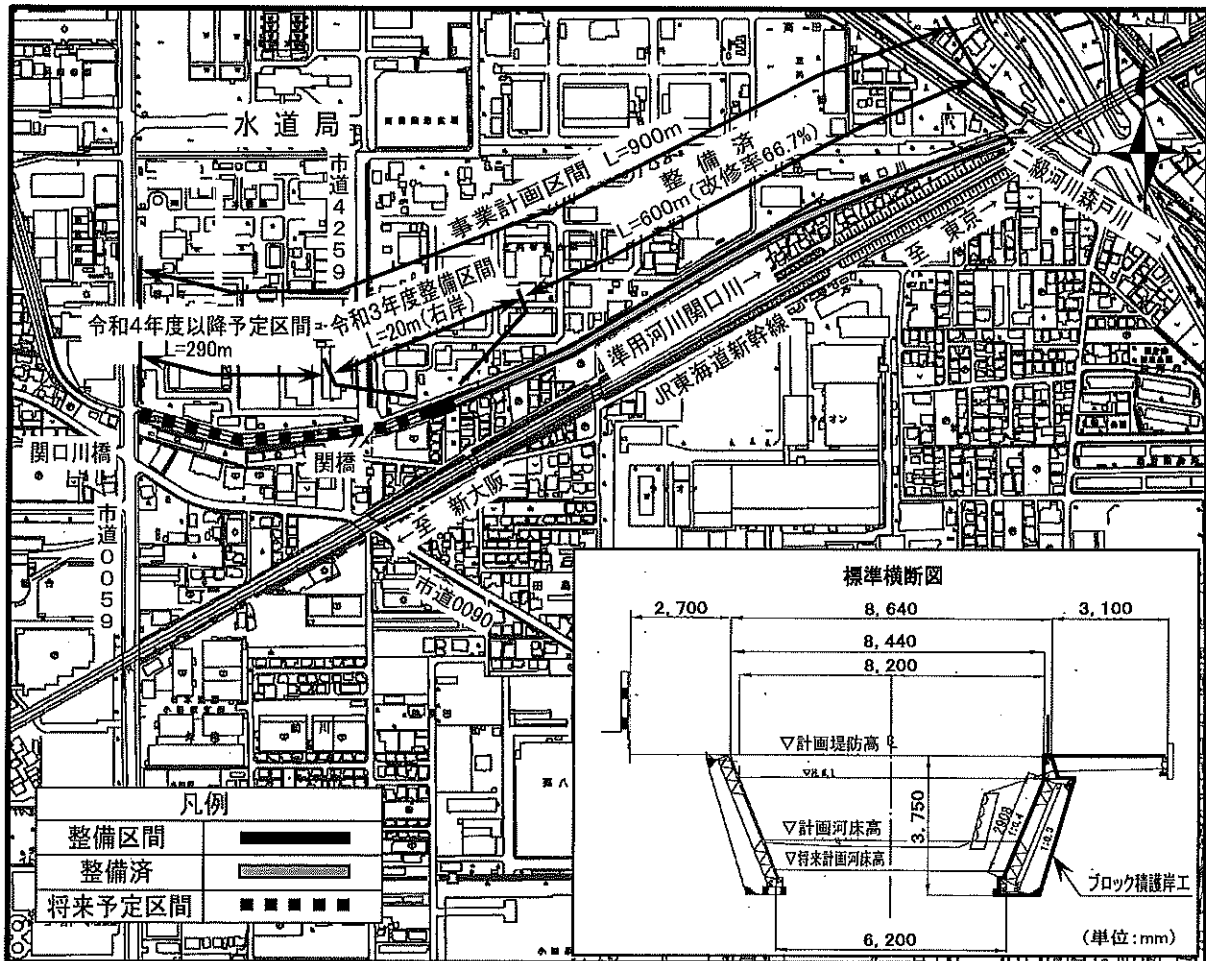 水道局
市道4259
事業計画区間 L=900m
整備済
L=600m(改修率66.7%)
二級河川森戸川→
至 東京→
令和4年度以降予定区間
L=290m
令和3年度整備区間
L=20m(右岸)
準用河川関口川→
JR東海道新幹線
関口川橋
関橋
←至 新大阪
市道0059
市道0090
凡例
整備区間
整備済
将来予定区間
標準横断図
2,700
8,640
3,100
8,440
8,200
▽計画堤防高
▽計画河床高
▽将来計画河床高
3,750
2908
1:0.4
1:0.3
ブロック積護岸工
6,200
(単位:mm)